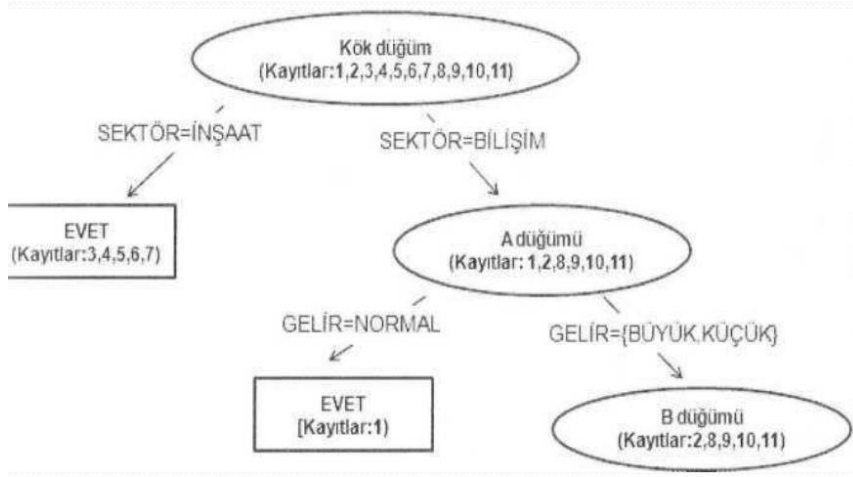 Kök düğüm
(Kayıtlar:1,2,3,4,5,6,7,8,9,10,11)
SEKTÖR=İNŞAAT
SEKTÖR=BİLİŞİM
EVET
(Kayıtlar:3,4,5,6,7)
A düğümü
(Kayıtlar: 1,2,8,9,10,11)
GELİR=NORMAL
GELİR={BÜYÜK,KÜÇÜK}
EVET
[Kayıtlar:1)
B düğümü
(Kayıtlar:2,8,9,10,11)